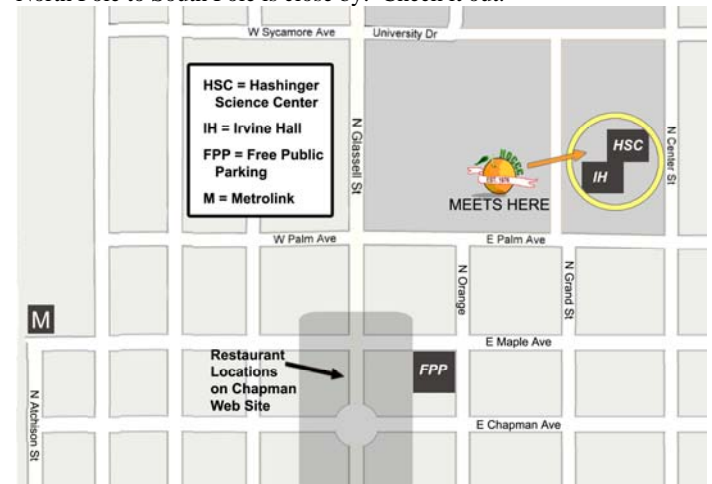 North Pole to South Pole is close by. Check it out.
W Sycamore Ave
University Dr
HSC = Hashinger
Science Center
IH = Irvine Hall
FPP = Free Public
Parking
M = Metrolink
N Glassell St
EST. 1976
MEETS HERE
HSC
IH
N Center St
W Palm Ave
E Palm Ave
N Orange
N Grand St
M
E Maple Ave
Restaurant
Locations
on Chapman
Web Site
FPP
N Atchison St
E Chapman Ave